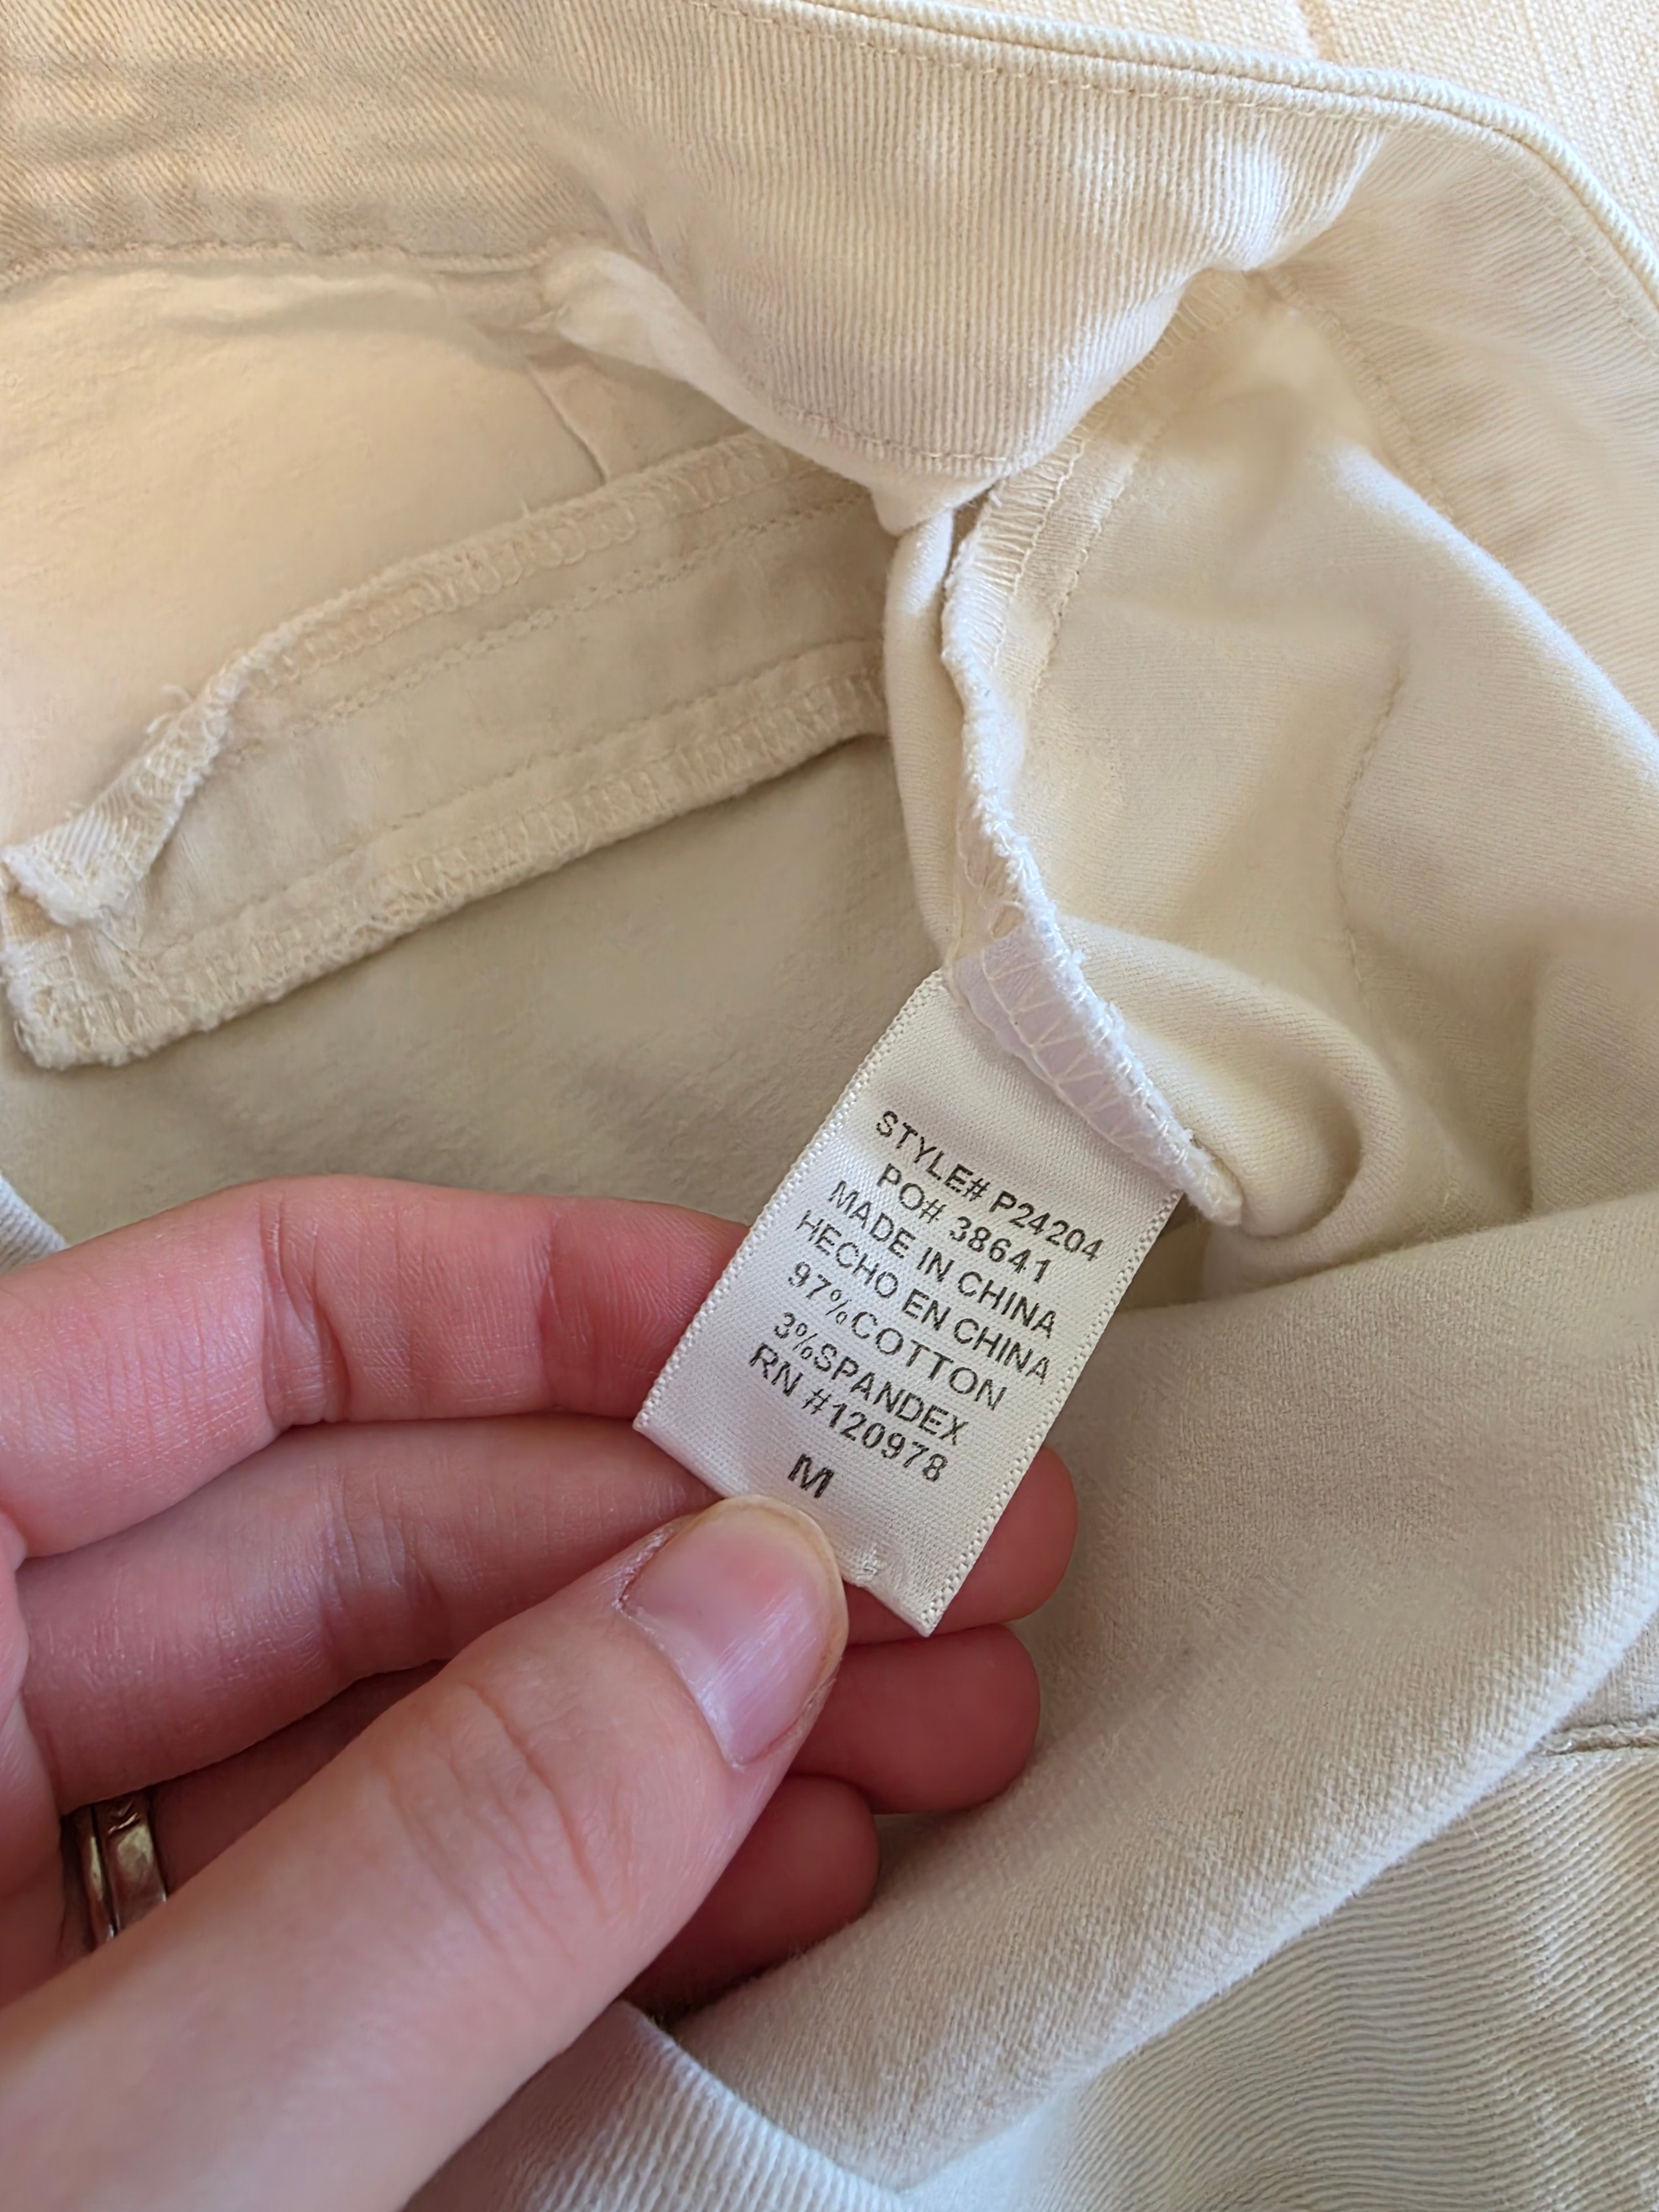 STYLE# P24204
PO# 38641
MADE IN CHINA
HECHO EN CHINA
97%COTTON
3%SPANDEX
RN #120978
M